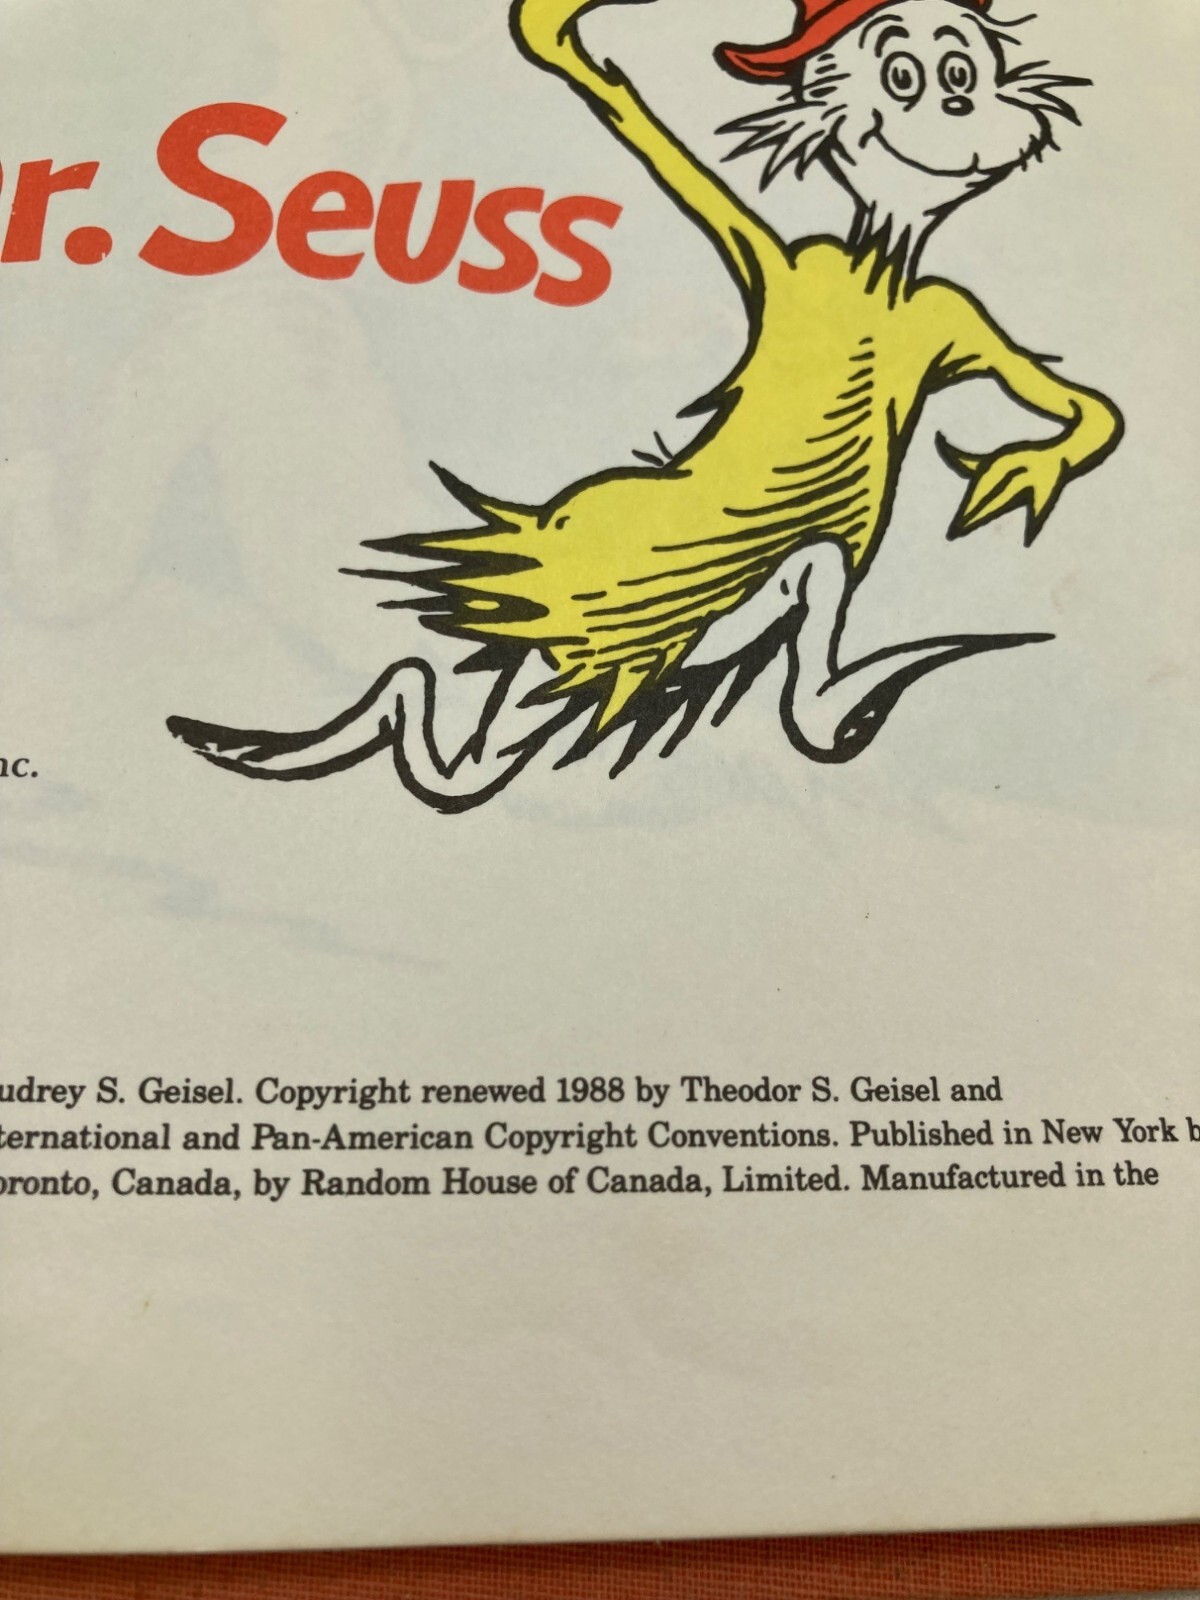 r. Seuss
nc.
udrey S. Geisel. Copyright renewed 1988 by Theodor S. Geisel and
ternational and Pan-American Copyright Conventions. Published in New York b
oronto, Canada, by Random House of Canada, Limited. Manufactured in the